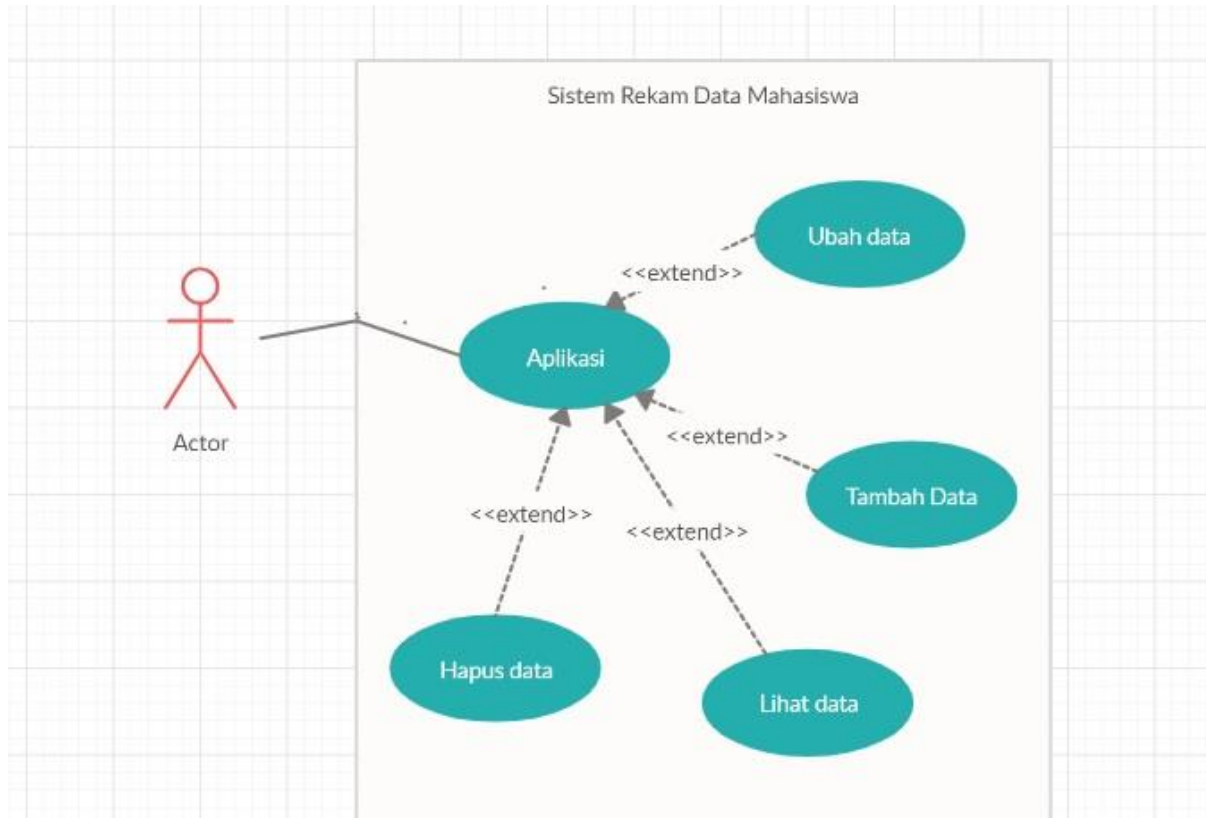 Sistem Rekam Data Mahasiswa
Ubah data
<<extend>>
Aplikasi
<<extend>>
Actor
Tambah Data
<<extend>>
<<extend>>
Hapus data
Lihat data